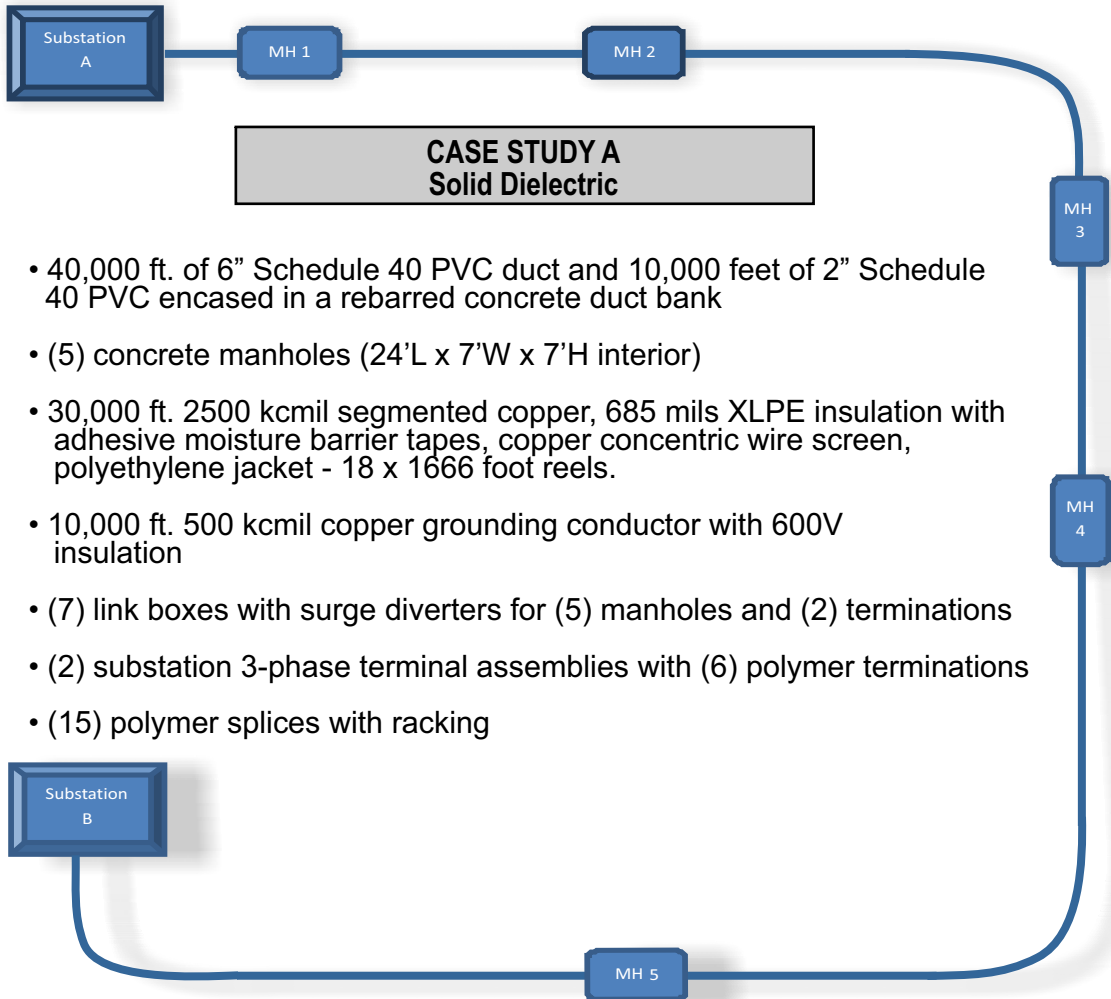 Substation
A
MH 1
MH 2
CASE STUDY A
Solid Dielectric
MH
3
• 40,000 ft. of 6” Schedule 40 PVC duct and 10,000 feet of 2” Schedule
40 PVC encased in a rebarred concrete duct bank
• (5) concrete manholes (24’L x 7’W x 7’H interior)
• 30,000 ft. 2500 kcmil segmented copper, 685 mils XLPE insulation with
adhesive moisture barrier tapes, copper concentric wire screen,
polyethylene jacket - 18 x 1666 foot reels.
MH
4
• 10,000 ft. 500 kcmil copper grounding conductor with 600V
insulation
• (7) link boxes with surge diverters for (5) manholes and (2) terminations
• (2) substation 3-phase terminal assemblies with (6) polymer terminations
• (15) polymer splices with racking
Substation
B
MH 5